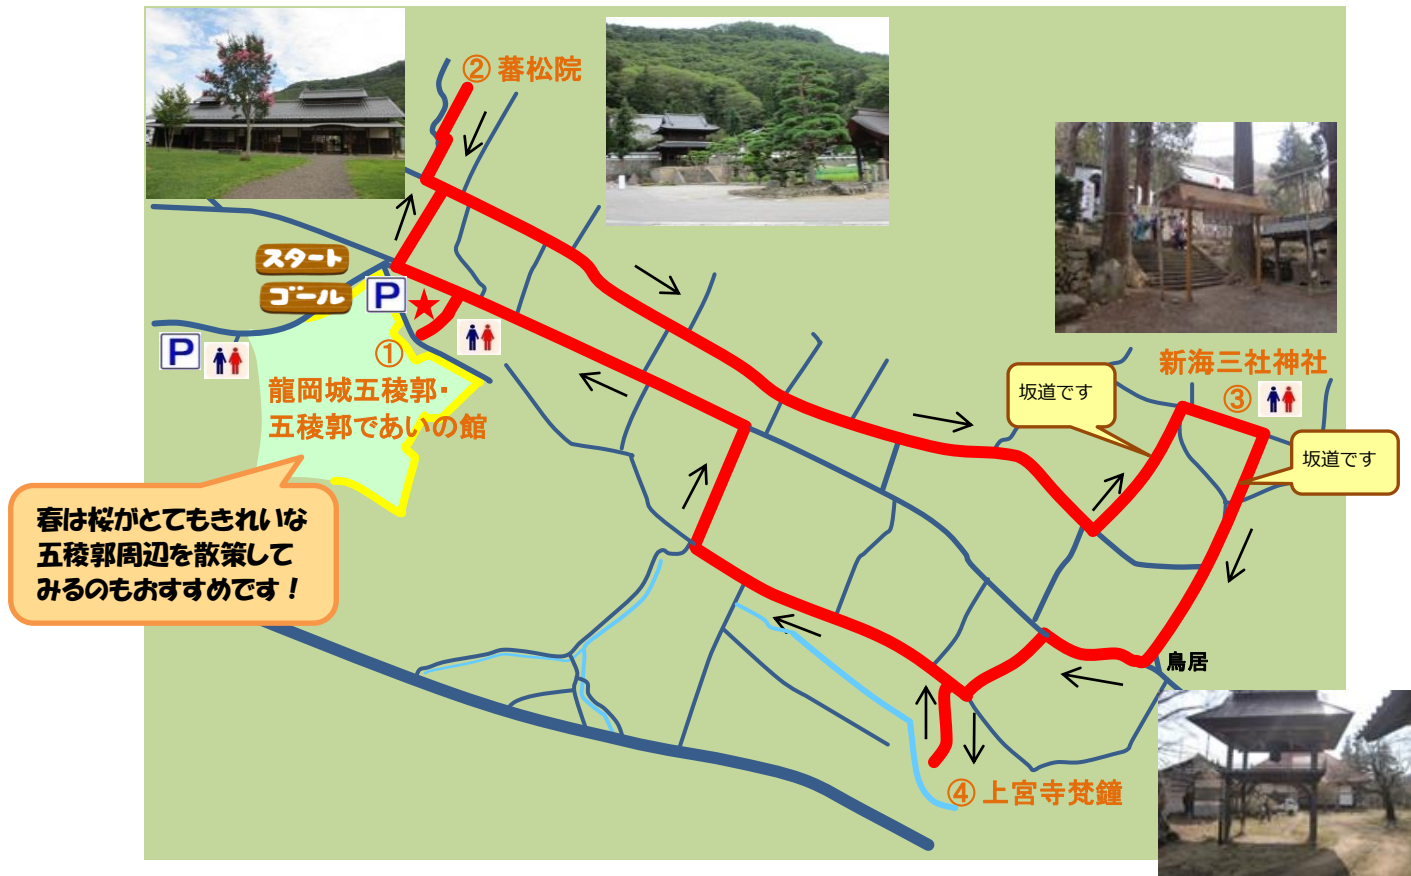 ② 蕃松院
スタート
ゴール
P
P
①
龍岡城五稜郭・
五稜郭であいの館
春は桜がとてもきれいな
五稜郭周辺を散策して
みるのもおすすめです！
坂道です
新海三社神社
③
坂道です
鳥居
④ 上宮寺梵鐘